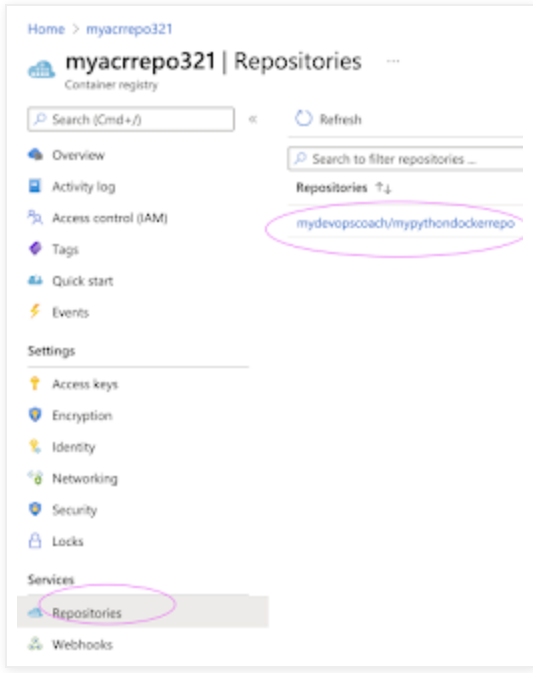 Home > myacrrepo321
myacrrepo321 | Repositories ...
Container registry
Search (Cmd+/)
«
Overview
Activity log
Access control (IAM)
Tags
Quick start
Events
Settings
Access keys
Encryption
Identity
Networking
Security
Locks
Services
Repositories
Webhooks
Refresh
Search to filter repositories ...
Repositories ↑↓
mydevopscoach/mypythondockerrepo